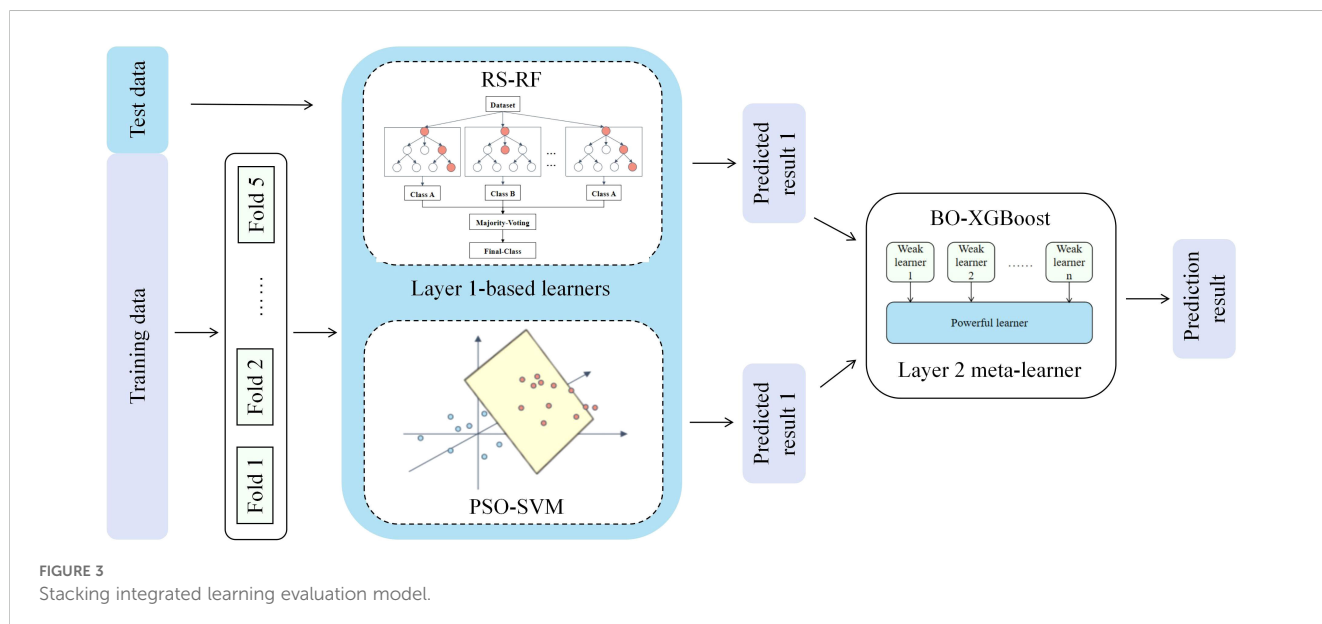 Test data
Training data
Fold 5
……
Fold 2
Fold 1
RS-RF
Dataset
...
...
Class A
Class B
Class A
Majority-Voting
Final-Class
Layer 1-based learners
PSO-SVM
Predicted
result 1
Predicted
result 1
BO-XGBoost
Weak
learner
1
Weak
learner
2
……
Weak
learner
n
Powerful learner
Layer 2 meta-learner
Prediction
result
FIGURE 3
Stacking integrated learning evaluation model.